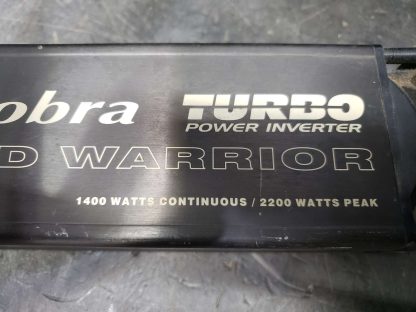 obra TURBO
POWER INVERTER
D WARRIOR
1400 WATTS CONTINUOUS / 2200 WATTS PEAK